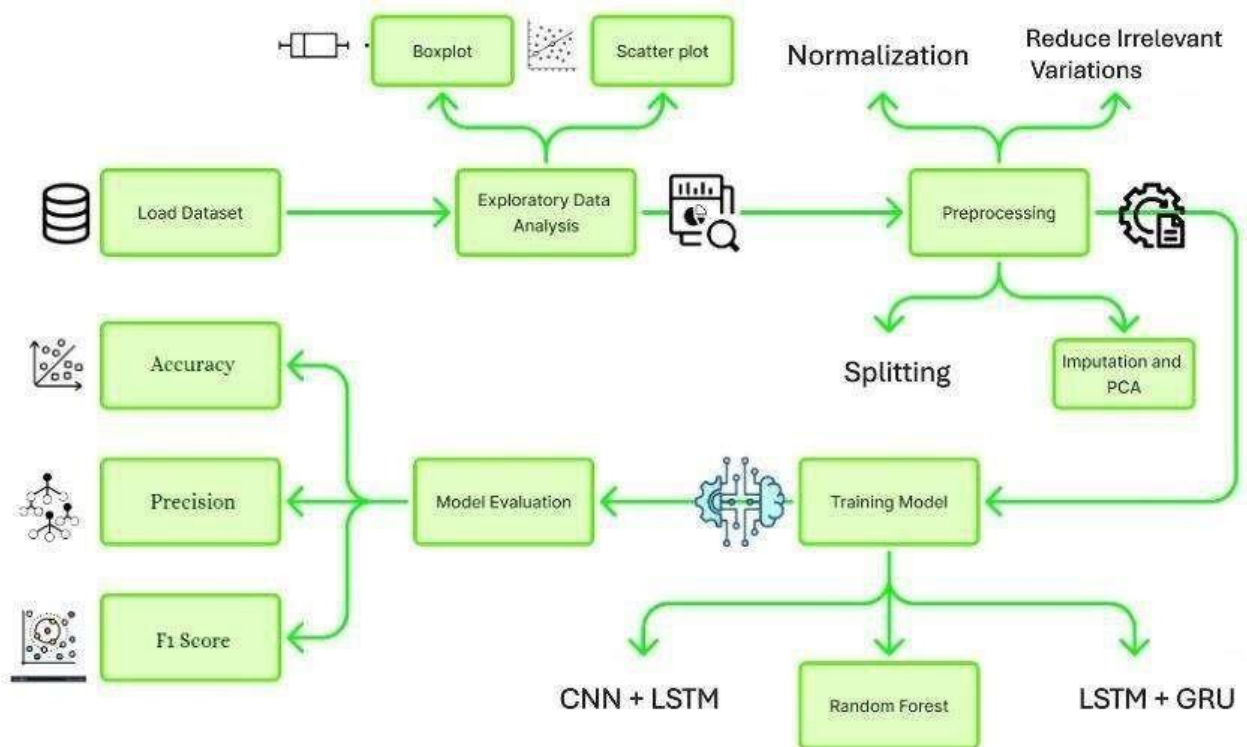 Boxplot
Scatter plot
Normalization
Reduce Irrelevant
Variations
Load Dataset
Exploratory Data
Analysis
Preprocessing
Accuracy
Splitting
Imputation and
PCA
Precision
Model Evaluation
Training Model
F1 Score
CNN + LSTM
Random Forest
LSTM + GRU